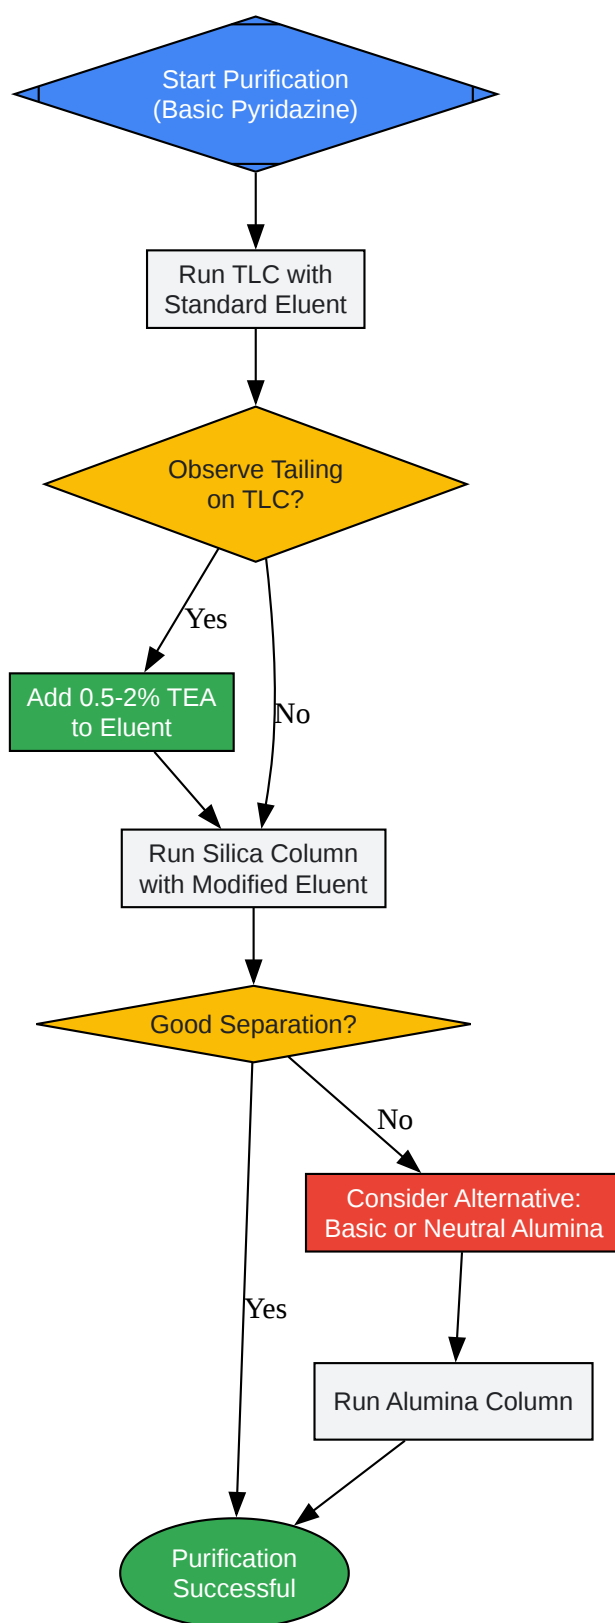 Start Purification
(Basic Pyridazine)
Run TLC with
Standard Eluent
Observe Tailing
on TLC?
Yes
Add 0.5-2% TEA
to Eluent
No
Run Silica Column
with Modified Eluent
Good Separation?
No
Consider Alternative:
Basic or Neutral Alumina
Yes
Run Alumina Column
Purification
Successful